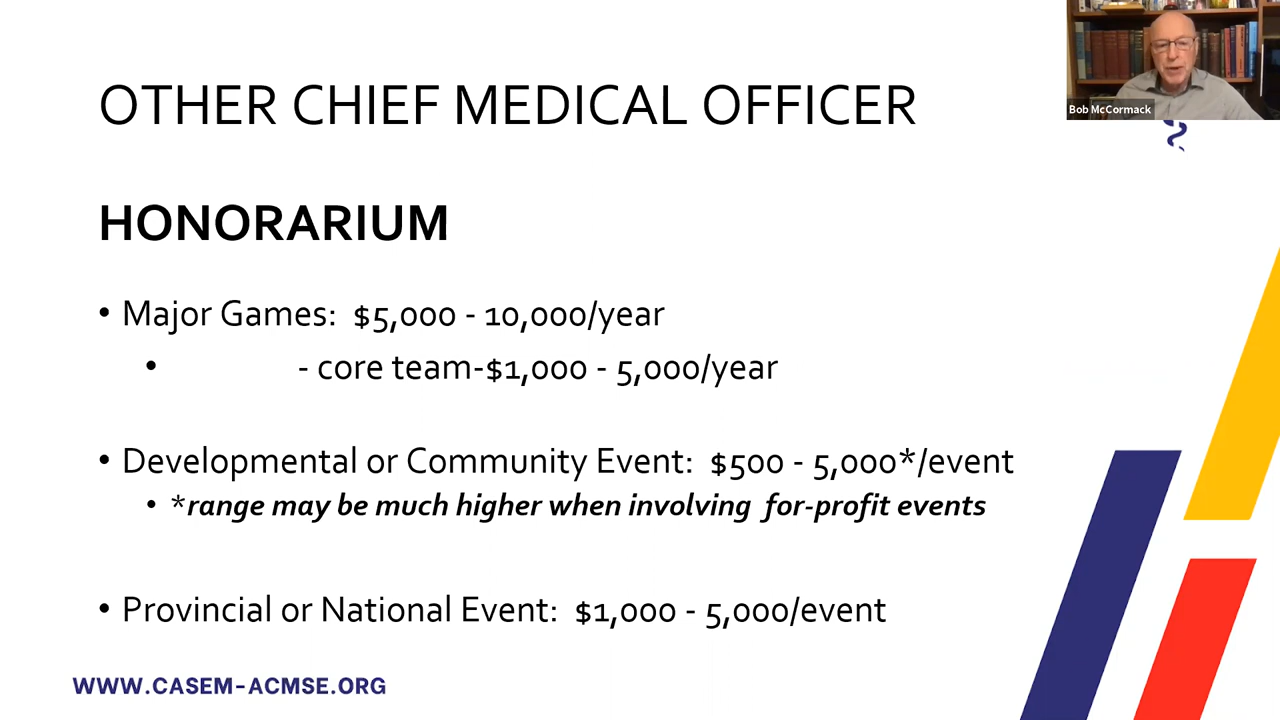 OTHER CHIEF MEDICAL OFFICER
Bob McCormack
HONORARIUM
• Major Games: $5,000 - 10,000/year
• - core team-$1,000 - 5,000/year
• Developmental or Community Event: $500 - 5,000*/event
• *range may be much higher when involving for-profit events
• Provincial or National Event: $1,000 - 5,000/event
WWW.CASEM-ACMSE.ORG